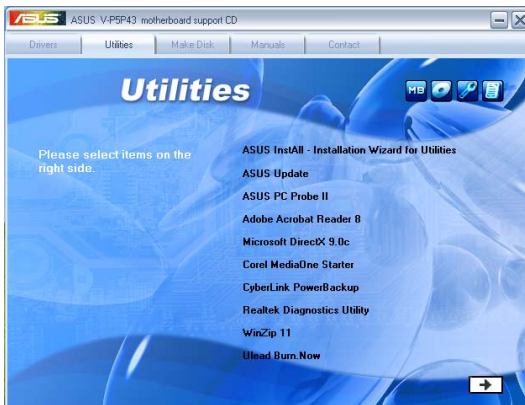 ASUS V-P5P43 motherboard support CD
Drivers Utilities Make Disk Manuals Contact
Utilities
MB
Please select items on the
right side.
ASUS InstAll - Installation Wizard for Utilities
ASUS Update
ASUS PC Probe II
Adobe Acrobat Reader 8
Microsoft DirectX 9.0c
Corel MediaOne Starter
CyberLink PowerBackup
Realtek Diagnostics Utility
WinZip 11
Ulead Burn.Now